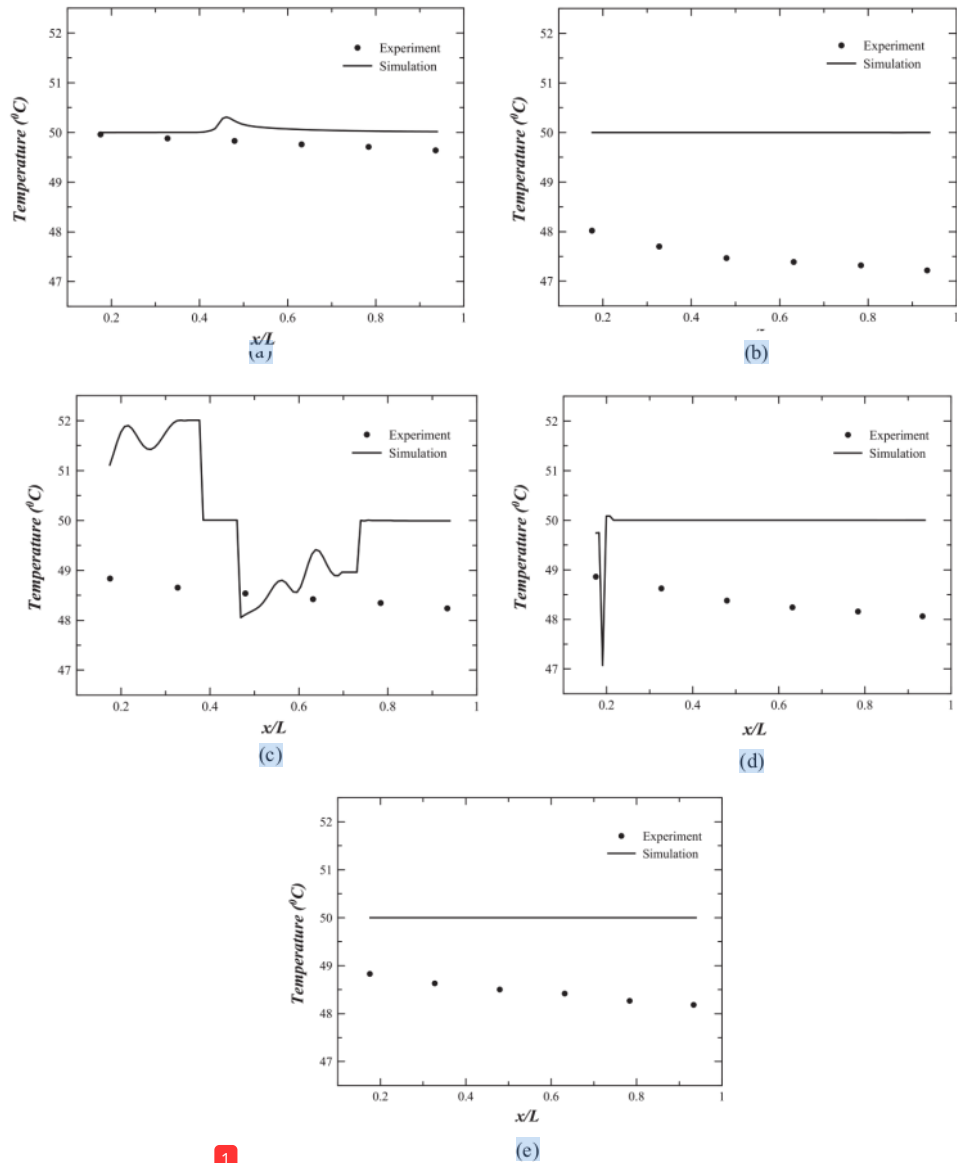 52
51
50
49
48
47
Temperature (⁰C)
Experiment
Simulation
0.2
0.4
0.6
0.8
1
x/L
(a)
52
51
50
49
48
47
Temperature (⁰C)
Experiment
Simulation
0.2
0.4
0.6
0.8
1
(b)
52
51
50
49
48
47
Temperature (⁰C)
Experiment
Simulation
0.2
0.4
0.6
0.8
1
x/L
(c)
52
51
50
49
48
47
Temperature (⁰C)
Experiment
Simulation
0.2
0.4
0.6
0.8
1
x/L
(d)
52
51
50
49
48
47
Temperature (⁰C)
Experiment
Simulation
0.2
0.4
0.6
0.8
1
x/L
(e)
1